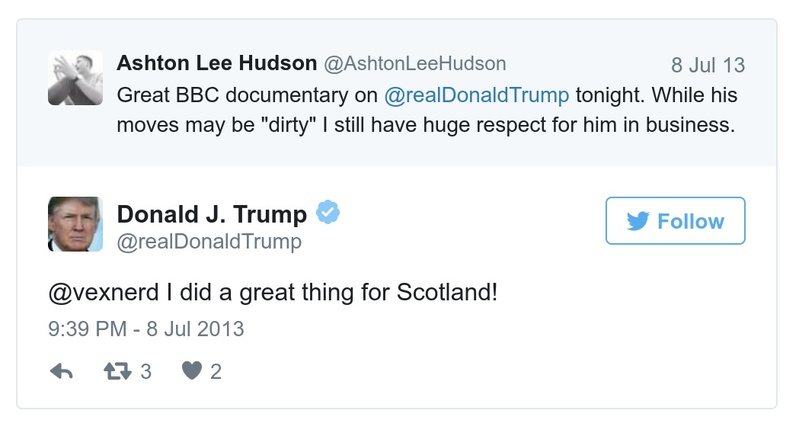 Ashton Lee Hudson @AshtonLeeHudson 8 Jul 13
Great BBC documentary on @realDonaldTrump tonight. While his
moves may be "dirty" I still have huge respect for him in business.
Donald J. Trump
@realDonaldTrump
Follow
@vexnerd I did a great thing for Scotland!
9:39 PM - 8 Jul 2013
3 2